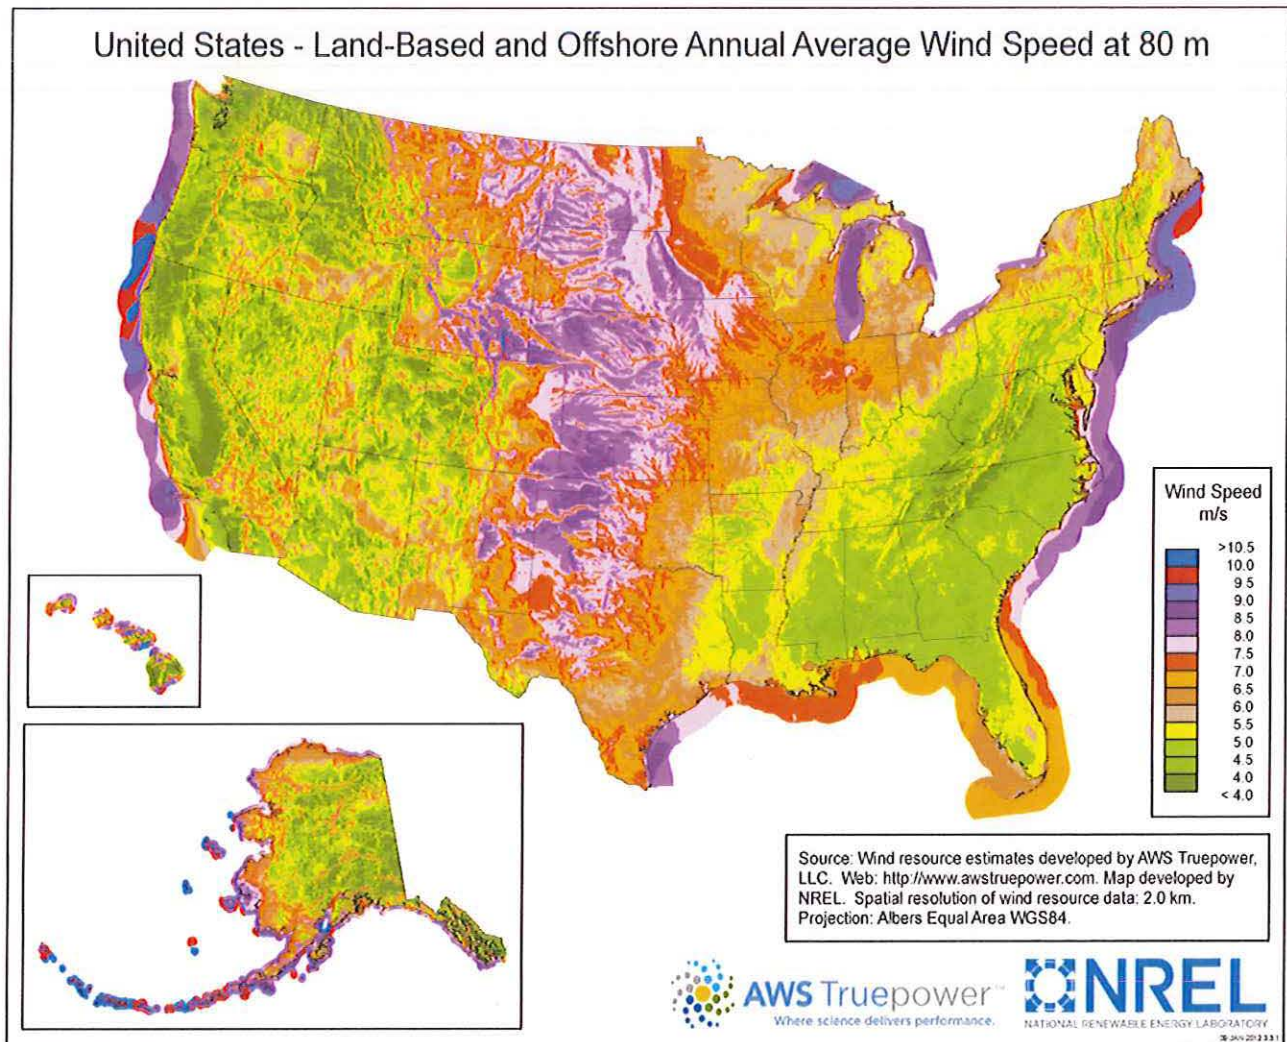 United States - Land-Based and Offshore Annual Average Wind Speed at 80 m
Wind Speed
m/s
>10.5
10.0
9.5
9.0
8.5
8.0
7.5
7.0
6.5
6.0
5.5
5.0
4.5
4.0
< 4.0
Source: Wind resource estimates developed by AWS Truepower,
LLC. Web: http://www.awstruepower.com. Map developed by
NREL. Spatial resolution of wind resource data: 2.0 km.
Projection: Albers Equal Area WGS84.
AWS Truepower™
Where science delivers performance.
NREL
NATIONAL RENEWABLE ENERGY LABORATORY